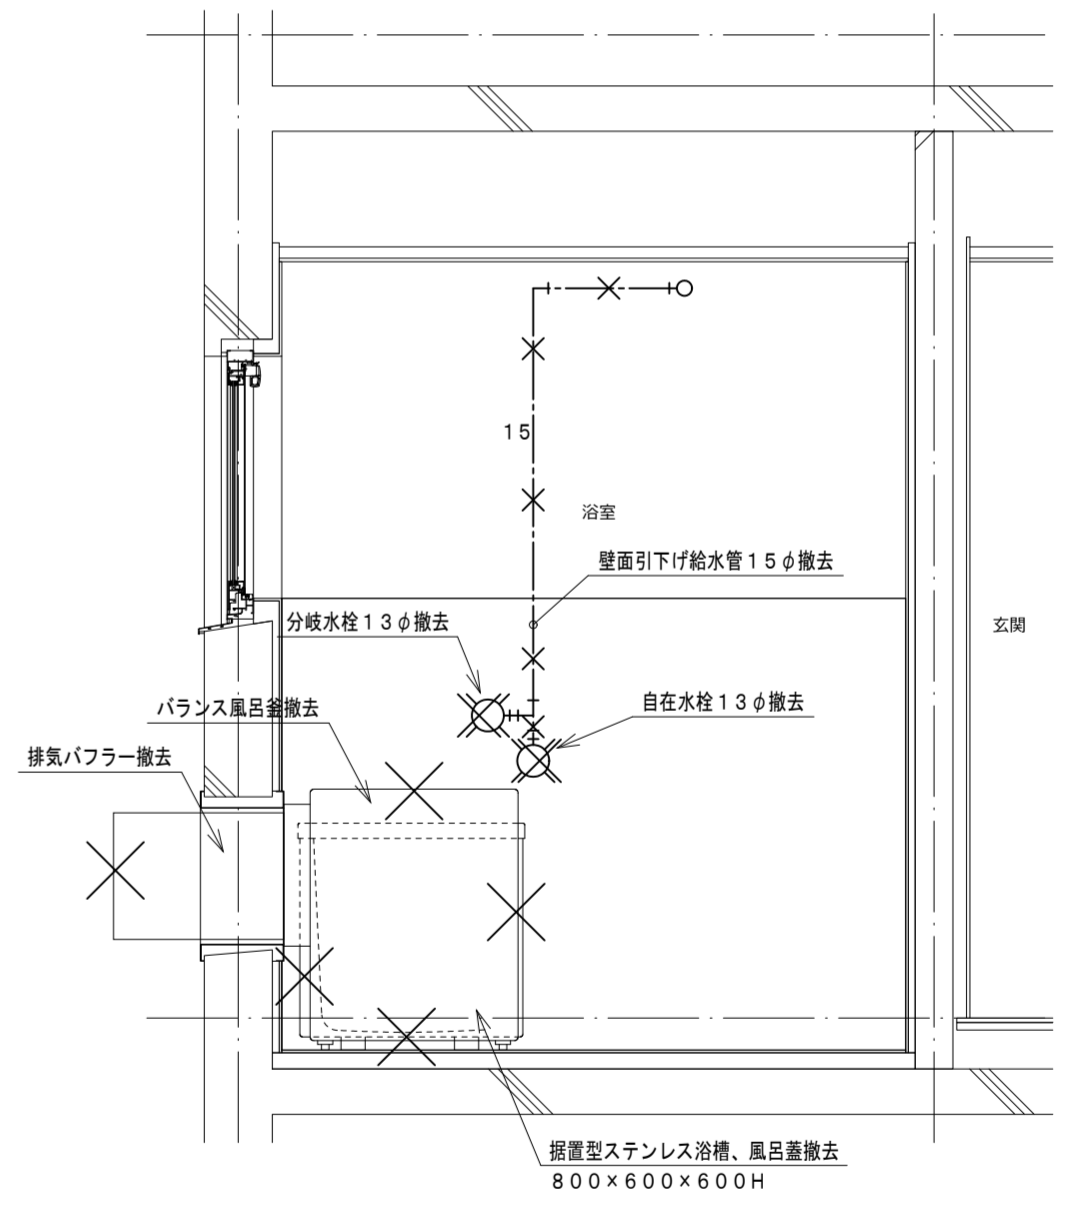 １５
浴室
壁面引下げ給水管１５φ撤去
分岐水栓１３φ撤去
玄関
自在水栓１３φ撤去
バランス風呂釜撤去
排気バフラー撤去
据置型ステンレス浴槽、風呂蓋撤去
８００×６００×６００Ｈ